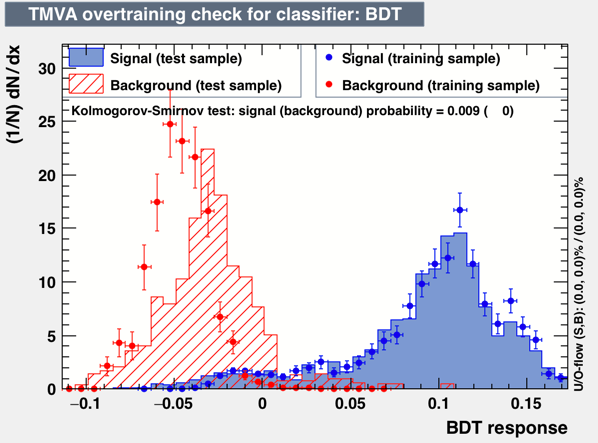 TMVA overtraining check for classifier: BDT
(1/N) dN/dx
Signal (test sample)
Background (test sample)
Signal (training sample)
Background (training sample)
Kolmogorov-Smirnov test: signal (background) probability = 0.009 ( 0)
30
25
20
15
10
5
0
−0.1
−0.05
0
0.05
0.1
0.15
BDT response
U/O-flow (S,B): (0.0, 0.0)% / (0.0, 0.0)%